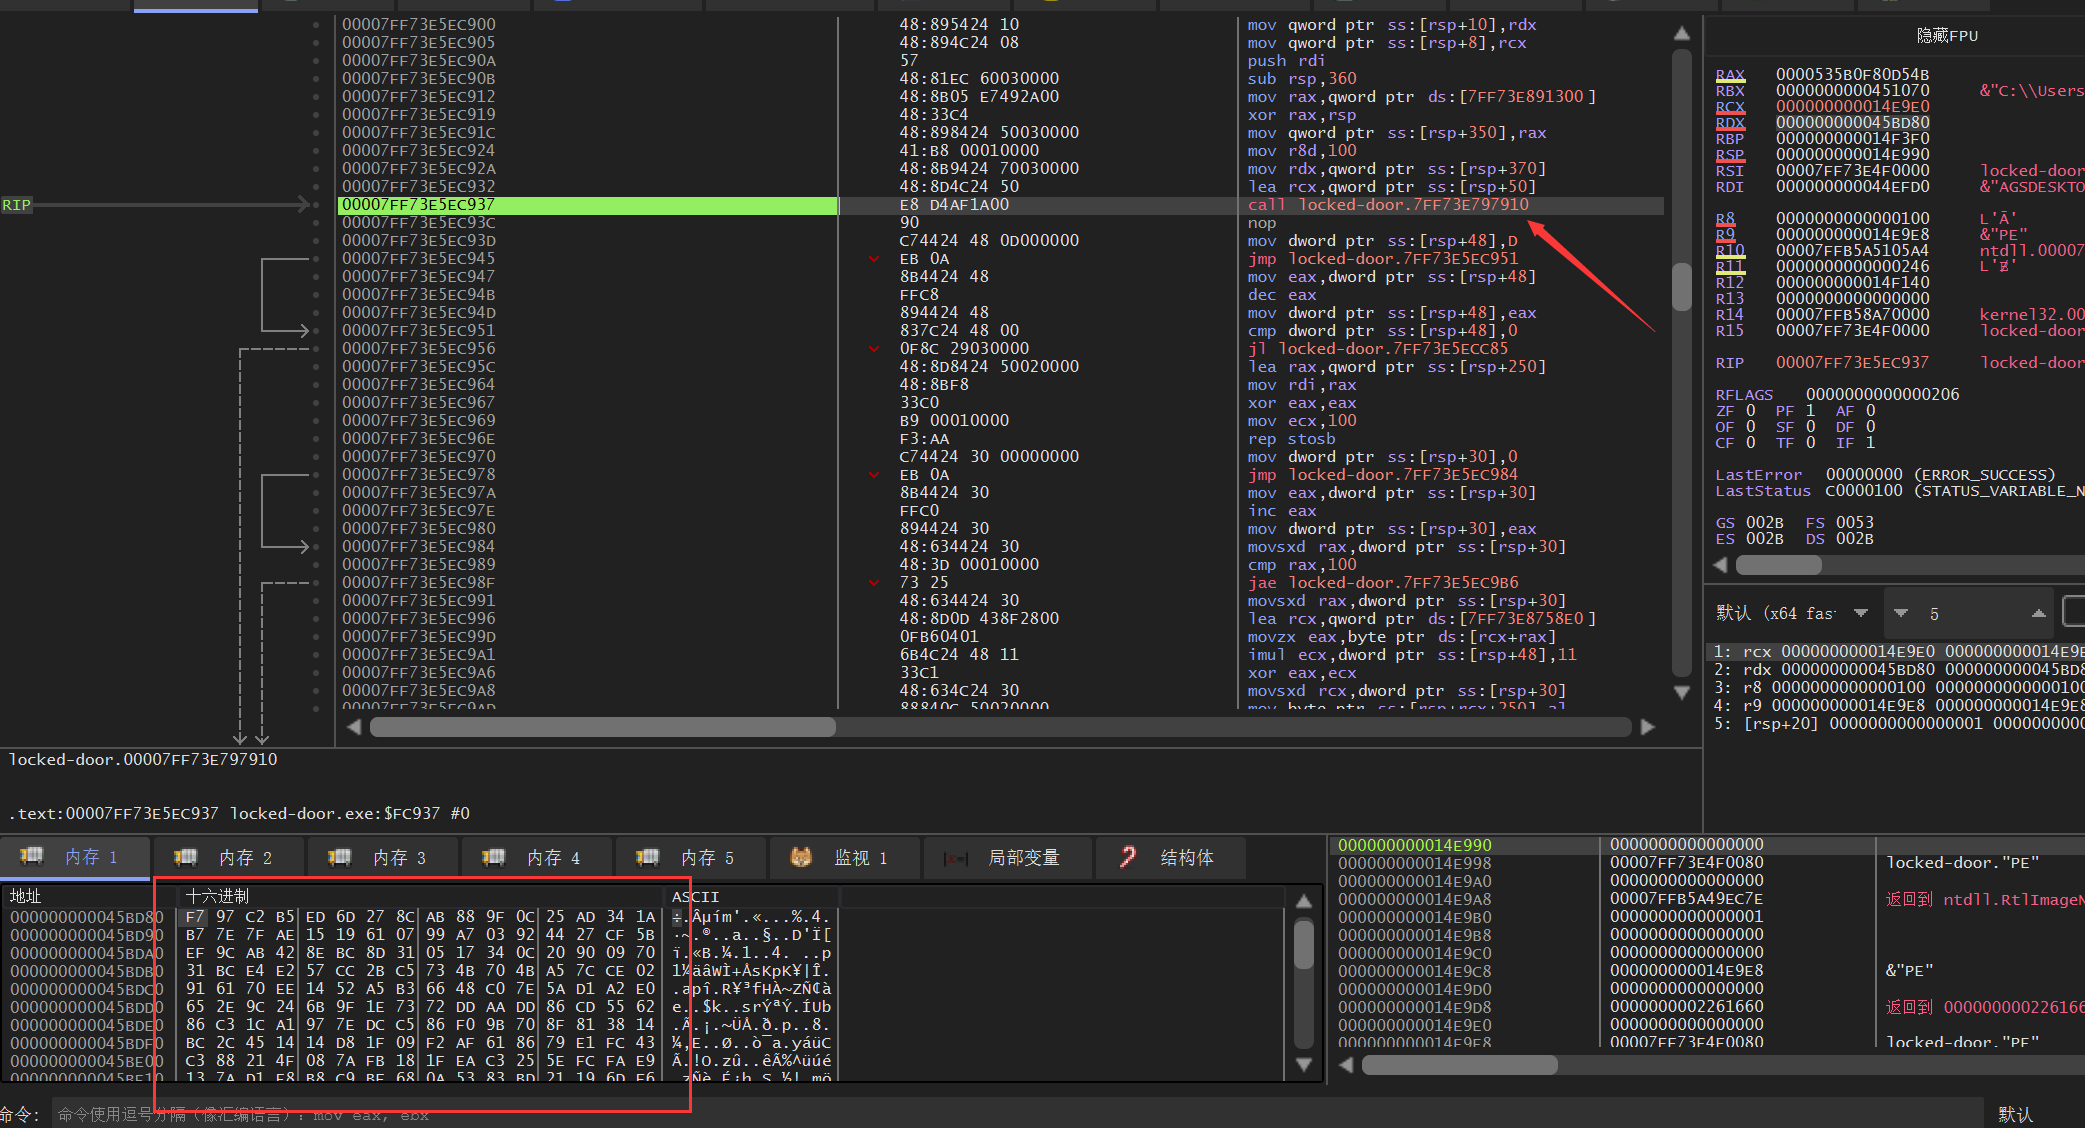 00007FF73E5EC900 48:895424 10 mov qword ptr ss:[rsp+10],rdx
00007FF73E5EC905 48:894C24 08 mov qword ptr ss:[rsp+8],rcx
00007FF73E5EC90A 57 push rdi
00007FF73E5EC90B 48:81EC 60030000 sub rsp,360
00007FF73E5EC912 48:8B05 E7492A00 mov rax,qword ptr ds:[7FF73E891300]
00007FF73E5EC919 48:33C4 xor rax,rsp
00007FF73E5EC91C 48:898424 50030000 mov qword ptr ss:[rsp+350],rax
00007FF73E5EC924 41:B8 00010000 mov r8d,100
00007FF73E5EC92A 48:8B9424 70030000 mov rdx,qword ptr ss:[rsp+370]
00007FF73E5EC932 48:8D4C24 50 lea rcx,qword ptr ss:[rsp+50]
RIP 00007FF73E5EC937 E8 D4AF1A00 call locked-door.7FF73E797910
00007FF73E5EC93C 90 nop
00007FF73E5EC93D C74424 48 0D000000 mov dword ptr ss:[rsp+48],D
00007FF73E5EC945 EB 0A jmp locked-door.7FF73E5EC951
00007FF73E5EC947 8B4424 48 mov eax,dword ptr ss:[rsp+48]
00007FF73E5EC94B FFC8 dec eax
00007FF73E5EC94D 894424 48 mov dword ptr ss:[rsp+48],eax
00007FF73E5EC951 837C24 48 00 cmp dword ptr ss:[rsp+48],0
00007FF73E5EC956 0F8C 29030000 jl locked-door.7FF73E5ECC85
00007FF73E5EC95C 48:8D8424 50020000 lea rax,qword ptr ss:[rsp+250]
00007FF73E5EC964 48:8BF8 mov rdi,rax
00007FF73E5EC967 33C0 xor eax,eax
00007FF73E5EC969 B9 00010000 mov ecx,100
00007FF73E5EC96E F3:AA rep stosb
00007FF73E5EC970 C74424 30 00000000 mov dword ptr ss:[rsp+30],0
00007FF73E5EC978 EB 0A jmp locked-door.7FF73E5EC984
00007FF73E5EC97A 8B4424 30 mov eax,dword ptr ss:[rsp+30]
00007FF73E5EC97E FFC0 inc eax
00007FF73E5EC980 894424 30 mov dword ptr ss:[rsp+30],eax
00007FF73E5EC984 48:634424 30 movsxd rax,dword ptr ss:[rsp+30]
00007FF73E5EC989 48:3D 00010000 cmp rax,100
00007FF73E5EC98F 73 25 jae locked-door.7FF73E5EC9B6
00007FF73E5EC991 48:634424 30 movsxd rax,dword ptr ss:[rsp+30]
00007FF73E5EC996 48:8D0D 438F2800 lea rcx,qword ptr ds:[7FF73E8758E0]
00007FF73E5EC99D 0FB60401 movzx eax,byte ptr ds:[rcx+rax]
00007FF73E5EC9A1 6B4C24 48 11 imul ecx,dword ptr ss:[rsp+48],11
00007FF73E5EC9A6 33C1 xor eax,ecx
00007FF73E5EC9A8 48:634C24 30 movsxd rcx,dword ptr ss:[rsp+30]
00007FF73E5EC9AD 88840C 50020000 mov byte ptr ss:[rsp+rcx+250],al
隐藏FPU
RAX 0000535B0F80D54B
RBX 0000000000451070 &"C:\\Users
RCX 000000000014E9E0
RDX 000000000045BD80
RBP 000000000014F3F0
RSP 000000000014E990
RSI 00007FF73E4F0000 locked-door
RDI 000000000044EFD0 &"AGSDESKTO
R8 0000000000000100 L'Ā'
R9 000000000014E9E8 &"PE"
R10 00007FFB5A5105A4 ntdll.00007
R11 0000000000000246
R12 000000000014F140
R13 0000000000000000
R14 00007FFB58A70000 kernel32.00
R15 00007FF73E4F0000 locked-door
RIP 00007FF73E5EC937 locked-door
RFLAGS 0000000000000206
ZF 0 PF 1 AF 0
OF 0 SF 0 DF 0
CF 0 TF 0 IF 1
LastError 00000000 (ERROR_SUCCESS)
LastStatus C0000100 (STATUS_VARIABLE_N
GS 002B FS 0053
ES 002B DS 002B
默认 (x64 fas 5
1: rcx 000000000014E9E0 000000000014E9E
2: rdx 000000000045BD80 000000000045BD8
3: r8 0000000000000100 0000000000000100
4: r9 000000000014E9E8 000000000014E9E8
5: [rsp+20] 0000000000000001 00000000000
locked-door.00007FF73E797910
.text:00007FF73E5EC937 locked-door.exe:$FC937 #0
内存 1 内存 2 内存 3 内存 4 内存 5 监视 1 局部变量 结构体
地址 十六进制 ASCII
000000000045BD80 F7 97 C2 B5 ED 6D 27 8C AB 88 9F 0C 25 AD 34 1A ÷.Âµím'.«...%.4.
000000000045BD90 B7 7E 7F AE 15 19 61 07 99 A7 03 92 44 27 CF 5B ·~.®..a..§..D'Ï[
000000000045BDA0 EF 9C AB 42 8E BC 8D 31 05 17 34 0C 20 90 09 70 ï.«B.¼.1..4. ..p
000000000045BDB0 31 BC E4 E2 57 CC 2B C5 73 4B 70 4B A5 7C CE 02 1¼äâWÌ+ÅsKpK¥|Î.
000000000045BDC0 91 61 70 EE 14 52 A5 B3 66 48 C0 7E 5A D1 A2 E0 .apî.R¥³fHÀ~ZÑ¢à
000000000045BDD0 65 2E 9C 24 6B 9F 1E 73 72 DD AA DD 86 CD 55 62 e..$k..srÝªÝ.ÍUb
000000000045BDE0 86 C3 1C A1 97 7E DC C5 86 F0 9B 70 8F 81 38 14 .Ã.¡.~ÜÅ.ð.p..8.
000000000045BDF0 BC 2C 45 14 14 D8 1F 09 F2 AF 61 86 79 E1 FC 43 ¼,E..Ø..ò¯a.yáüC
000000000045BE00 C3 88 21 4F 08 7A FB 18 1F EA C3 25 5E FC FA E9 Ã.!O.zû..êÃ%^üúé
000000000045BE10 13 7A D1 E8 B8 C9 BF 68 0A 53 83 BD 21 19 6D F6
000000000014E990 0000000000000000
000000000014E998 00007FF73E4F0080 locked-door."PE"
000000000014E9A0 0000000000000000
000000000014E9A8 00007FFB5A49EC7E 返回到 ntdll.RtlImageN
000000000014E9B0 0000000000000001
000000000014E9B8 0000000000000000
000000000014E9C0 0000000000000000
000000000014E9C8 000000000014E9E8 &"PE"
000000000014E9D0 0000000000000000
000000000014E9D8 0000000002261660 返回到 000000000226166
000000000014E9E0 0000000000000000
000000000014E9E8 00007FF73E4F0080 locked-door."PE"
命令: 命令使用逗号分隔（像汇编语言）: mov eax, ebx 默认